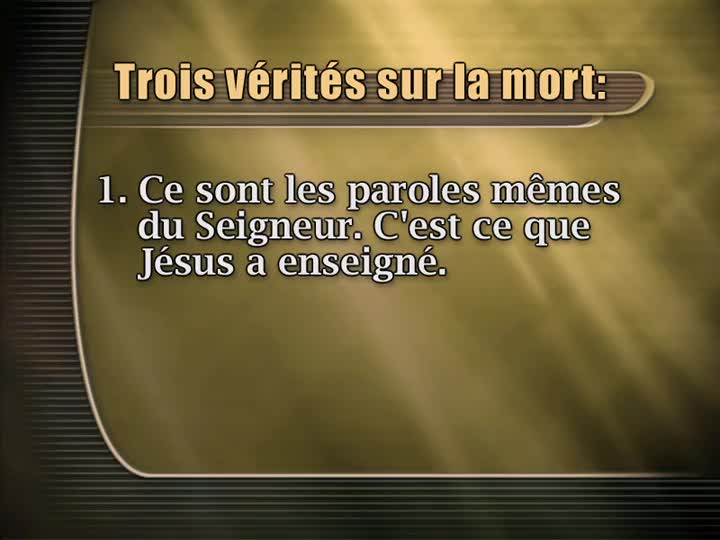 Trois vérités sur la mort:
1. Ce sont les paroles mêmes
du Seigneur. C'est ce que
Jésus a enseigné.